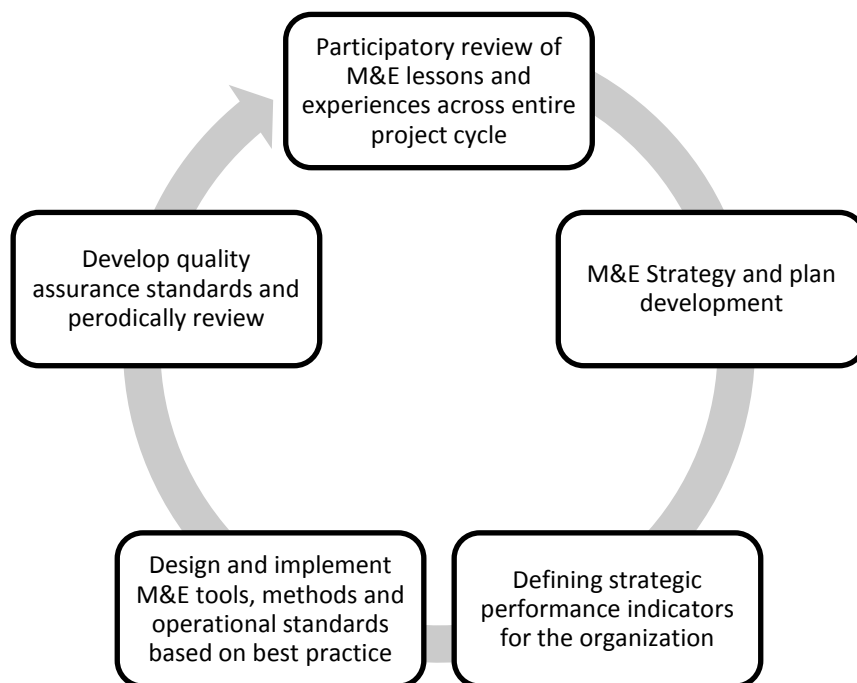 Participatory review of
M&E lessons and
experiences across entire
project cycle
M&E Strategy and plan
development
Defining strategic
performance indicators
for the organization
Design and implement
M&E tools, methods and
operational standards
based on best practice
Develop quality
assurance standards and
perodically review